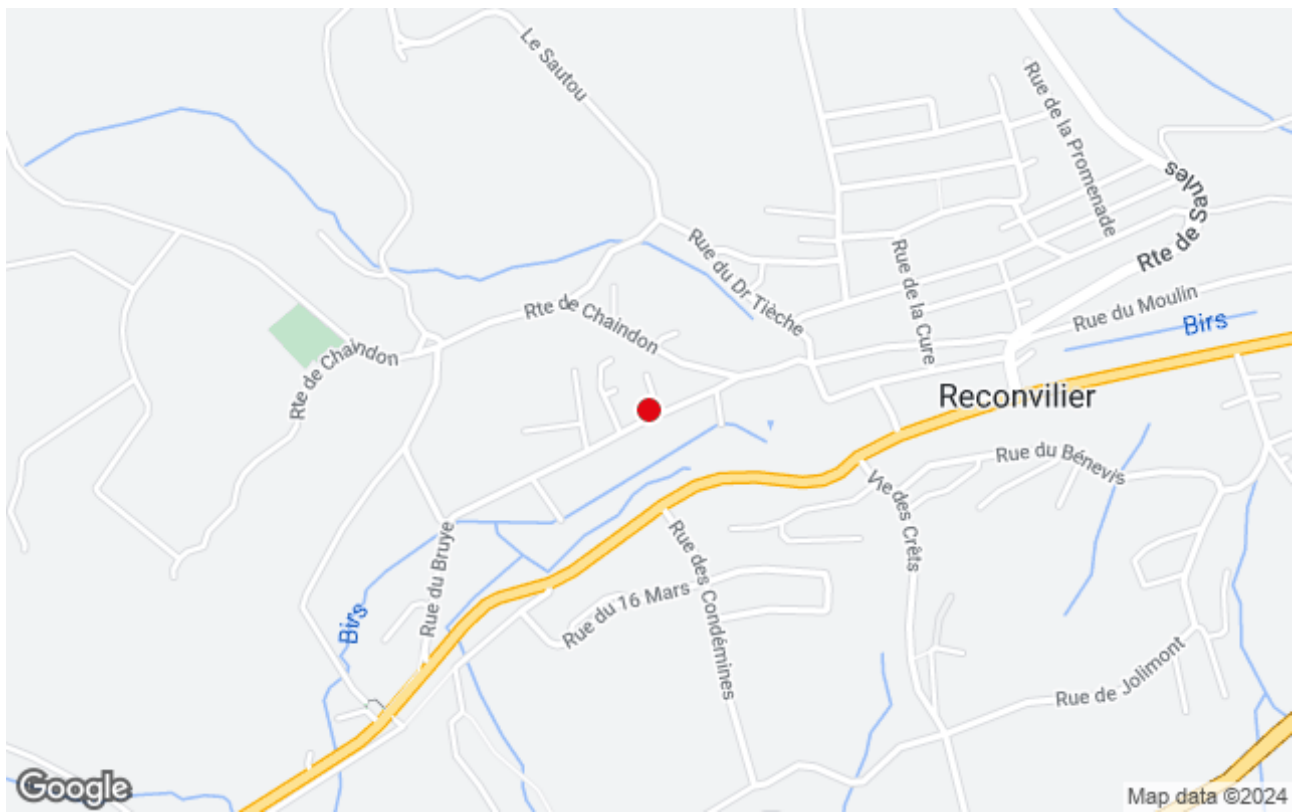 Le Sautou
Rue de la Promenade
Rte de Saules
Rue du Dr Tièche
Rue de la Cure
Rue du Moulin
Birs
Rte de Chaindon
Rte de Chaindon
Reconvilier
Rue du Bénevis
Vie des Crêts
Rue du Bruye
Birs
Rue des Condémines
Rue du 16 Mars
Rue de Jolimont
Google
Map data ©2024